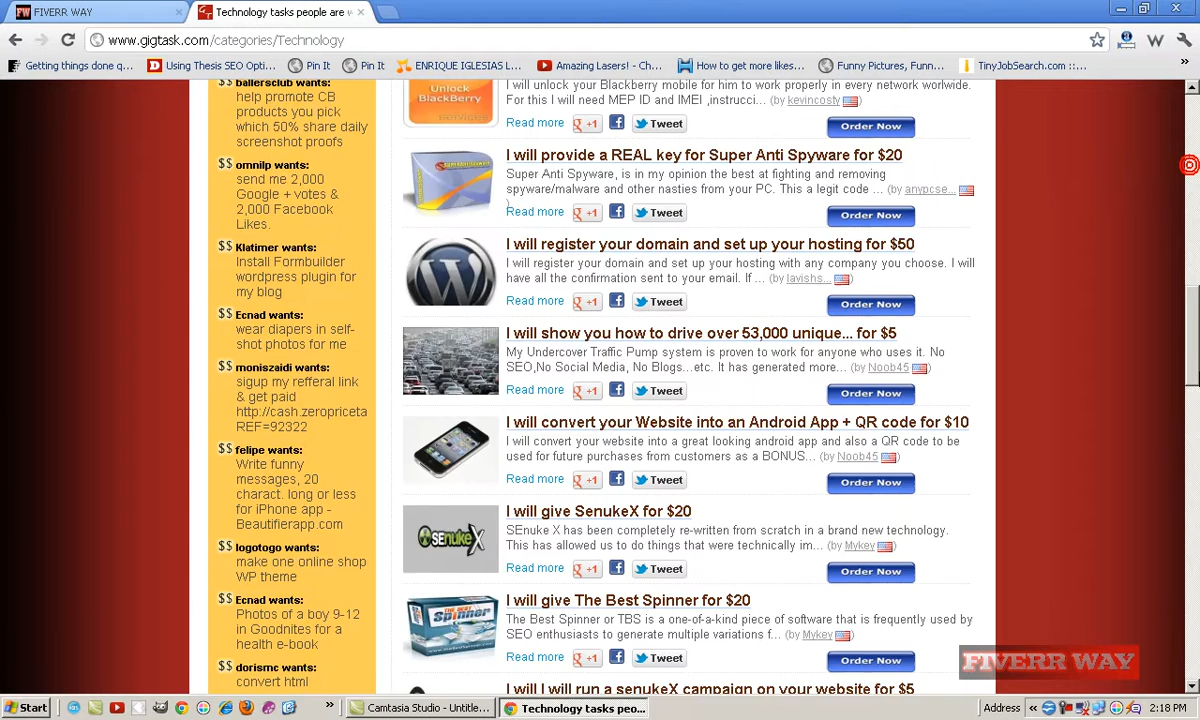 FIVERR WAY
Technology tasks people are w
www.gigtask.com/categories/Technology
Getting things done q...
Using Thesis SEO Opti...
Pin It
Pin It
ENRIQUE IGLESIAS L...
Amazing Lasers! - Ch...
How to get more likes...
Funny Pictures, Funn...
TinyJobSearch.com ::...
ballersclub wants:
help promote CB
products you pick
which 50% share daily
screenshot proofs
$$ omnilp wants:
send me 2,000
Google + votes &
2,000 Facebook
Likes.
$$ Klatimer wants:
Install Formbuilder
wordpress plugin for
my blog
$$ Ecnad wants:
wear diapers in self-
shot photos for me
$$ moniszaidi wants:
sigup my refferal link
& get paid
http://cash.zeropriceta
REF=92322
$$ felipe wants:
Write funny
messages, 20
charact. long or less
for iPhone app -
Beautifierapp.com
$$ logotogo wants:
make one online shop
WP theme
$$ Ecnad wants:
Photos of a boy 9-12
in Goodnites for a
health e-book
$$ dorismc wants:
convert html
Unlock
BlackBerry
Services
I will unlock your Blackberry mobile for him to work properly in every network worlwide.
For this I will need MEP ID and IMEI ,instrucci... (by kevincosty )
Read more +1 Tweet Order Now
I will provide a REAL key for Super Anti Spyware for $20
Super Anti Spyware, is in my opinion the best at fighting and removing
spyware/malware and other nasties from your PC. This a legit code ... (by anypcse...
)
Read more +1 Tweet Order Now
I will register your domain and set up your hosting for $50
I will register your domain and set up your hosting with any company you choose. I will
have all the confirmation sent to your email. If ... (by lavishs... )
Read more +1 Tweet Order Now
I will show you how to drive over 53,000 unique... for $5
My Undercover Traffic Pump system is proven to work for anyone who uses it. No
SEO,No Social Media, No Blogs...etc. It has generated more... (by Noob45 )
Read more +1 Tweet Order Now
I will convert your Website into an Android App + QR code for $10
I will convert your website into a great looking android app and also a QR code to be
used for future purchases from customers as a BONUS... (by Noob45 )
Read more +1 Tweet Order Now
SENUKE X
I will give SenukeX for $20
SEnuke X has been completely re-written from scratch in a brand new technology.
This has allowed us to do things that were technically im... (by Mykey )
Read more +1 Tweet Order Now
THE BEST
Spinner
I will give The Best Spinner for $20
The Best Spinner or TBS is a one-of-a-kind piece of software that is frequently used by
SEO enthusiasts to generate multiple variations f... (by Mykey )
Read more +1 Tweet Order Now
I will I will run a senukeX campaign on your website for $5
FIVERR WAY
Start
Camtasia Studio - Untitle...
Technology tasks peo...
Address
2:18 PM